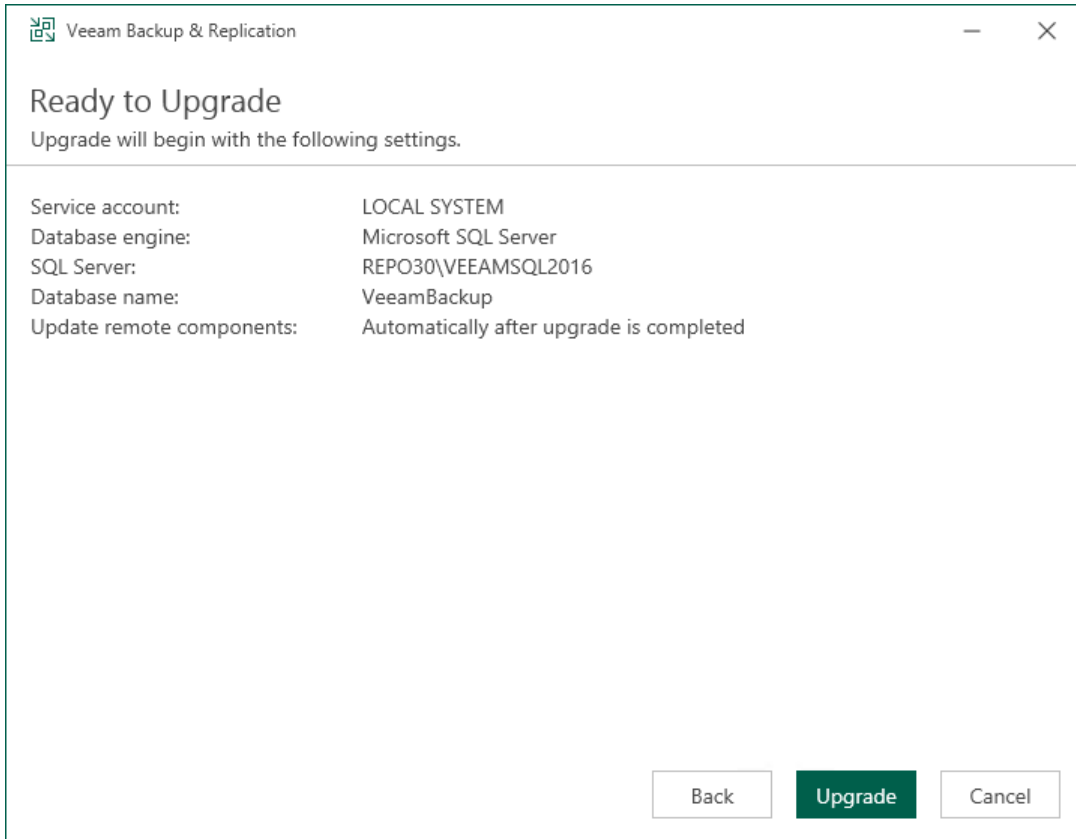 Veeam Backup & Replication
Ready to Upgrade
Upgrade will begin with the following settings.
Service account: LOCAL SYSTEM
Database engine: Microsoft SQL Server
SQL Server: REPO30\VEEAMSQL2016
Database name: VeeamBackup
Update remote components: Automatically after upgrade is completed
Back Upgrade Cancel